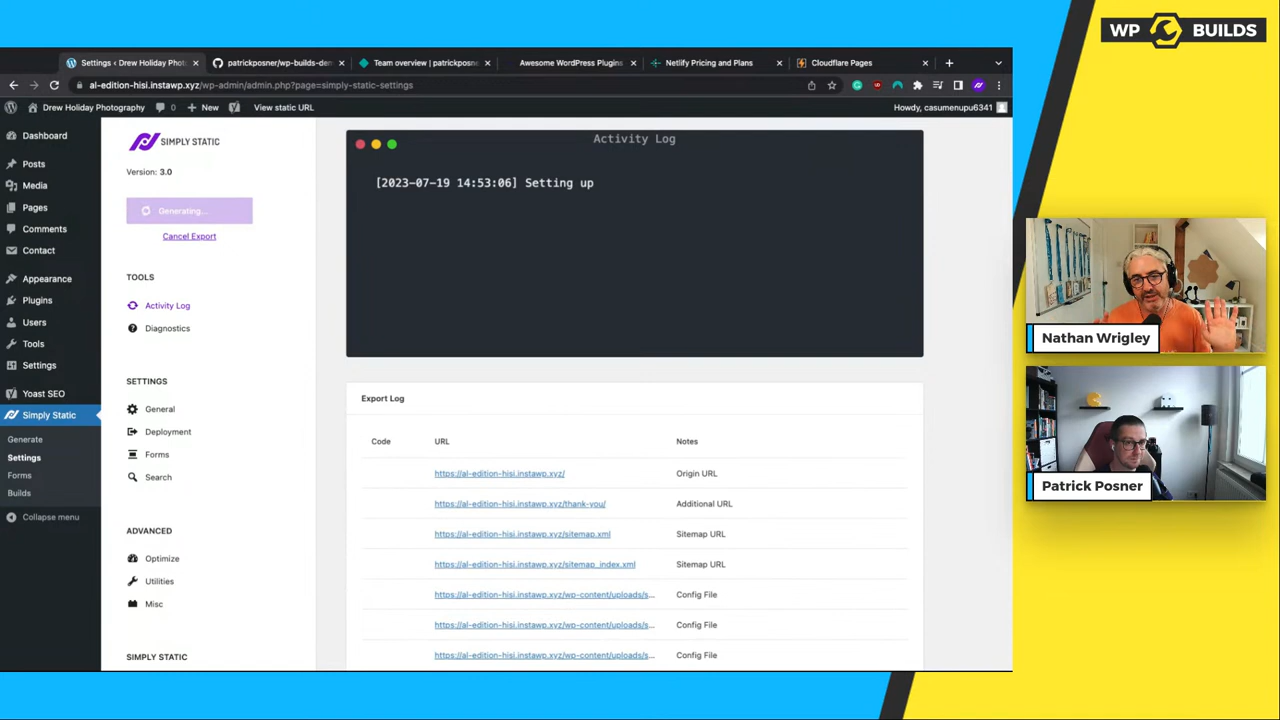 WP BUILDS
Settings ‹ Drew Holiday Phot
patrickposner/wp-builds-den
Team overview | patrickposne
Awesome WordPress Plugins
Netlify Pricing and Plans
Cloudflare Pages
al-edition-hisi.instawp.xyz/wp-admin/admin.php?page=simply-static-settings
Drew Holiday Photography
0
New
View static URL
Howdy, casumenupu6341
Dashboard
Posts
Media
Pages
Comments
Contact
Appearance
Plugins
Users
Tools
Settings
Yoast SEO
Simply Static
Generate
Settings
Forms
Builds
Collapse menu
SIMPLY STATIC
Version: 3.0
Generating...
Cancel Export
TOOLS
Activity Log
Diagnostics
SETTINGS
General
Deployment
Forms
Search
ADVANCED
Optimize
Utilities
Misc
SIMPLY STATIC
Activity Log
[2023-07-19 14:53:06] Setting up
Export Log
Code URL Notes
https://al-edition-hisi.instawp.xyz/ Origin URL
https://al-edition-hisi.instawp.xyz/thank-you/ Additional URL
https://al-edition-hisi.instawp.xyz/sitemap.xml Sitemap URL
https://al-edition-hisi.instawp.xyz/sitemap_index.xml Sitemap URL
https://al-edition-hisi.instawp.xyz/wp-content/uploads/s... Config File
https://al-edition-hisi.instawp.xyz/wp-content/uploads/s... Config File
https://al-edition-hisi.instawp.xyz/wp-content/uploads/s... Config File
Nathan Wrigley
Patrick Posner